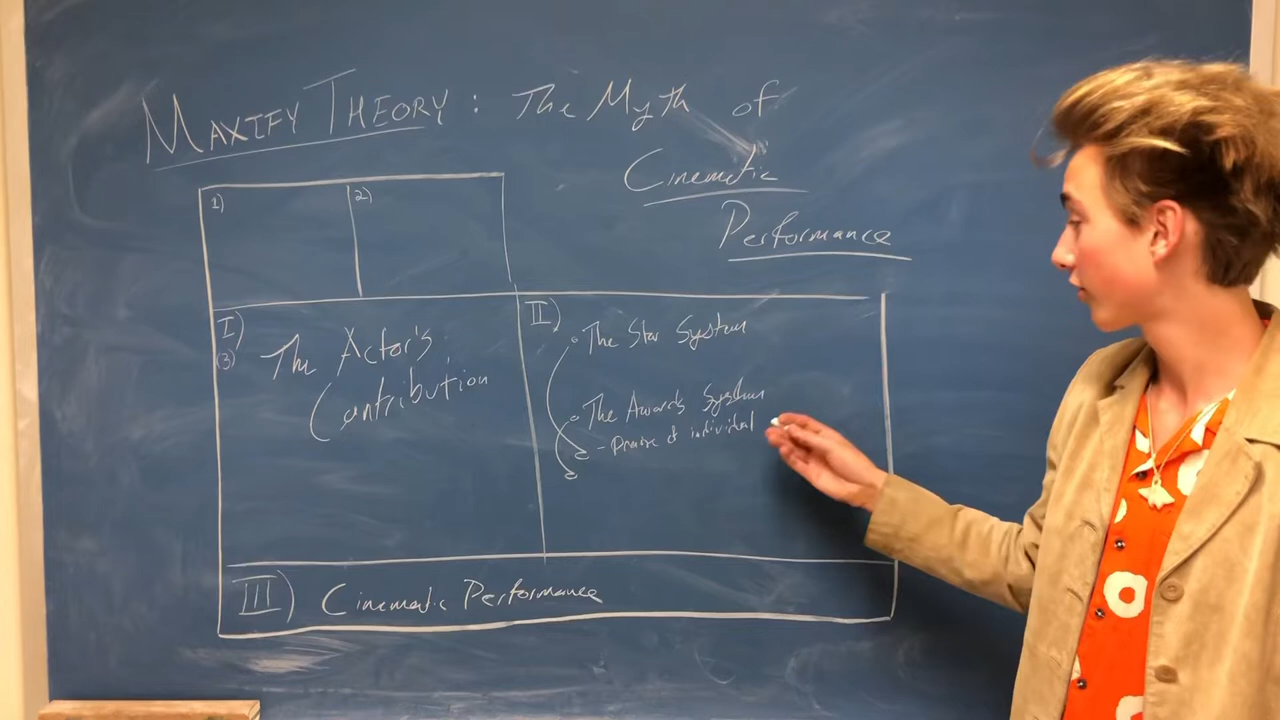 MAXIFY THEORY: The Myth of
Cinematic
Performance
1)
2)
I)
(3)
The Actor's
Contribution
II)
The Star System
The Awards System
- praise of individual
III) Cinematic Performance